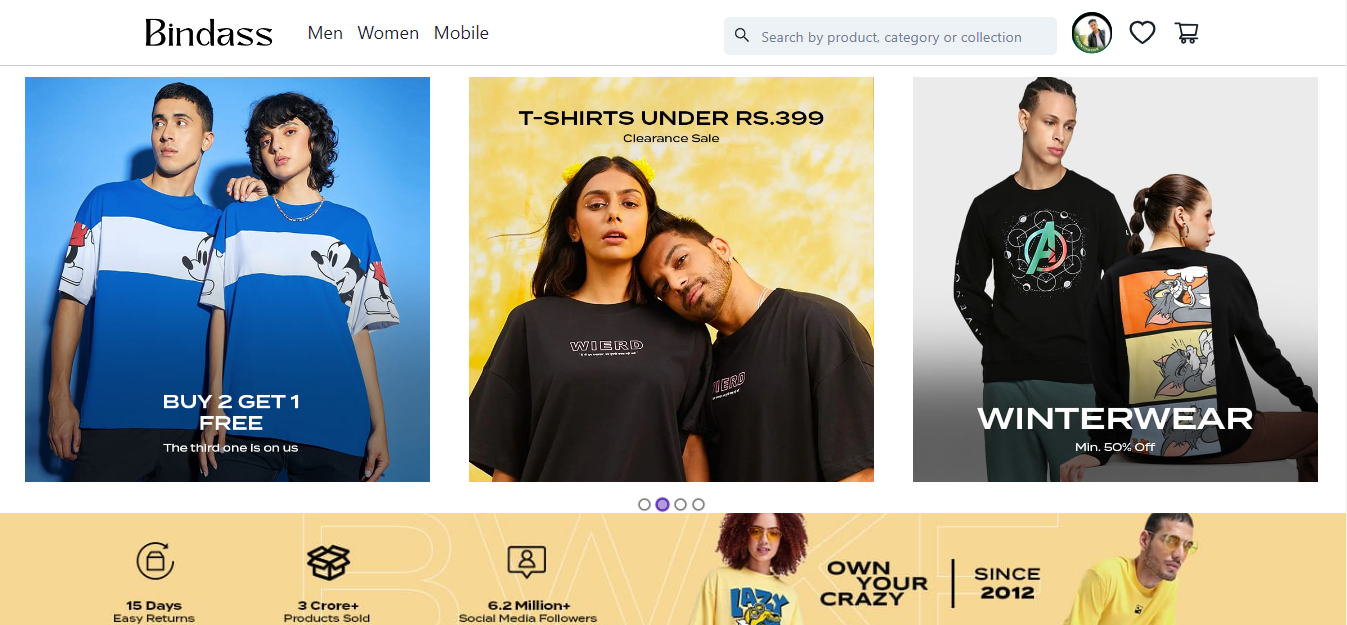 Bindass
Men Women Mobile
Search by product, category or collection
BUY 2 GET 1
FREE
The third one is on us
T-SHIRTS UNDER RS.399
Clearance Sale
WIERD
WIERD
WINTERWEAR
Min. 50% Off
15 Days
Easy Returns
3 Crore+
Products Sold
6.2 Million+
Social Media Followers
LAZY
OWN
YOUR
CRAZY
SINCE
2012